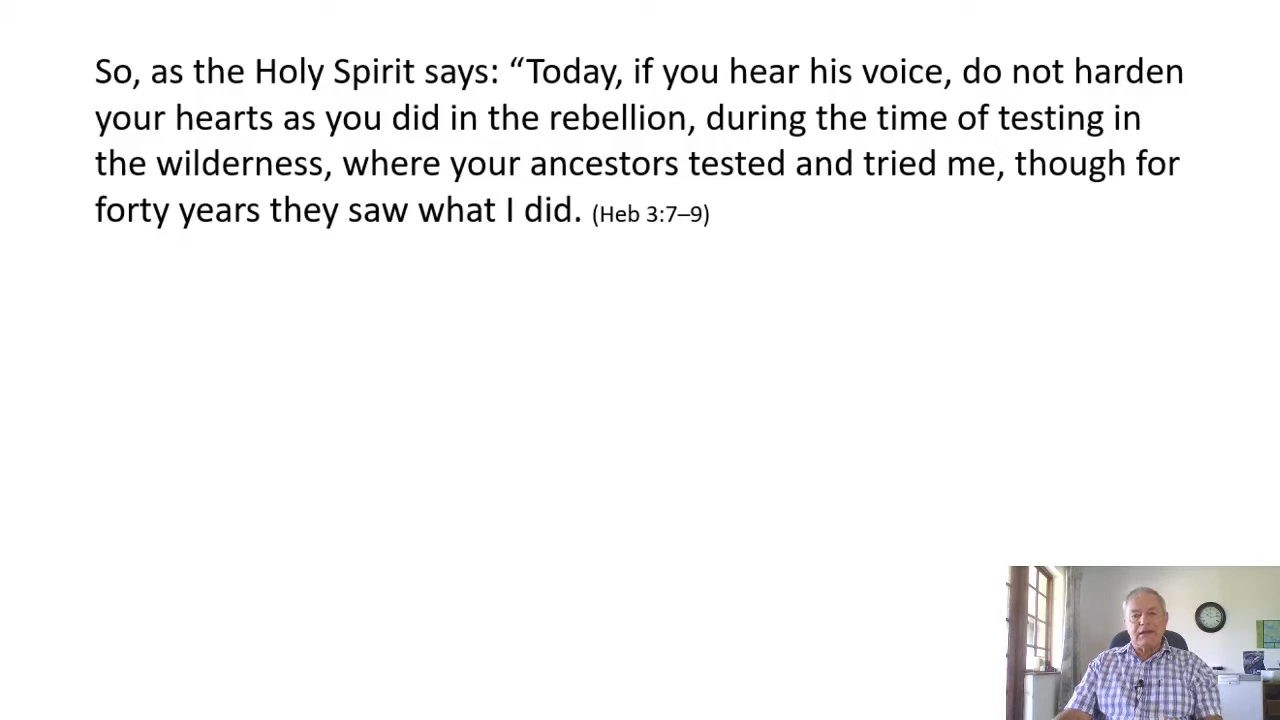 So, as the Holy Spirit says: “Today, if you hear his voice, do not harden
your hearts as you did in the rebellion, during the time of testing in
the wilderness, where your ancestors tested and tried me, though for
forty years they saw what I did. (Heb 3:7–9)